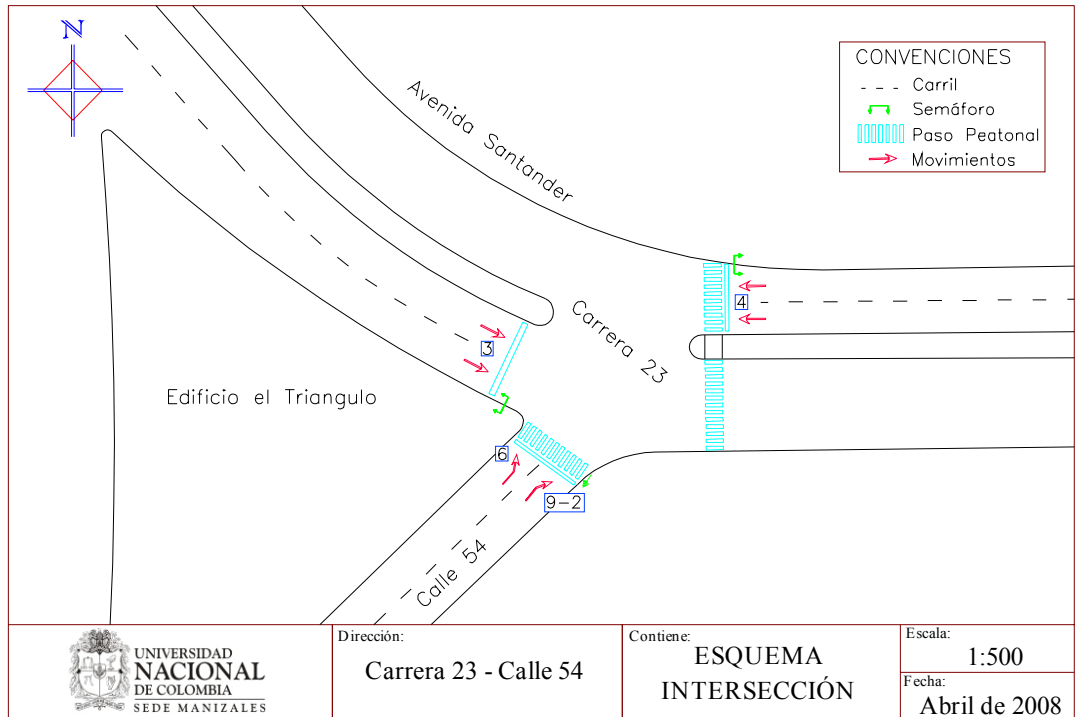 N
CONVENCIONES
Carril
Semáforo
Paso Peatonal
Movimientos
Avenida Santander
Carrera 23
4
3
Edificio el Triangulo
6
9-2
Calle 54
UNIVERSIDAD
NACIONAL
DE COLOMBIA
SEDE MANIZALES
Dirección:
Carrera 23 - Calle 54
Contiene:
ESQUEMA
INTERSECCIÓN
Escala:
1:500
Fecha:
Abril de 2008